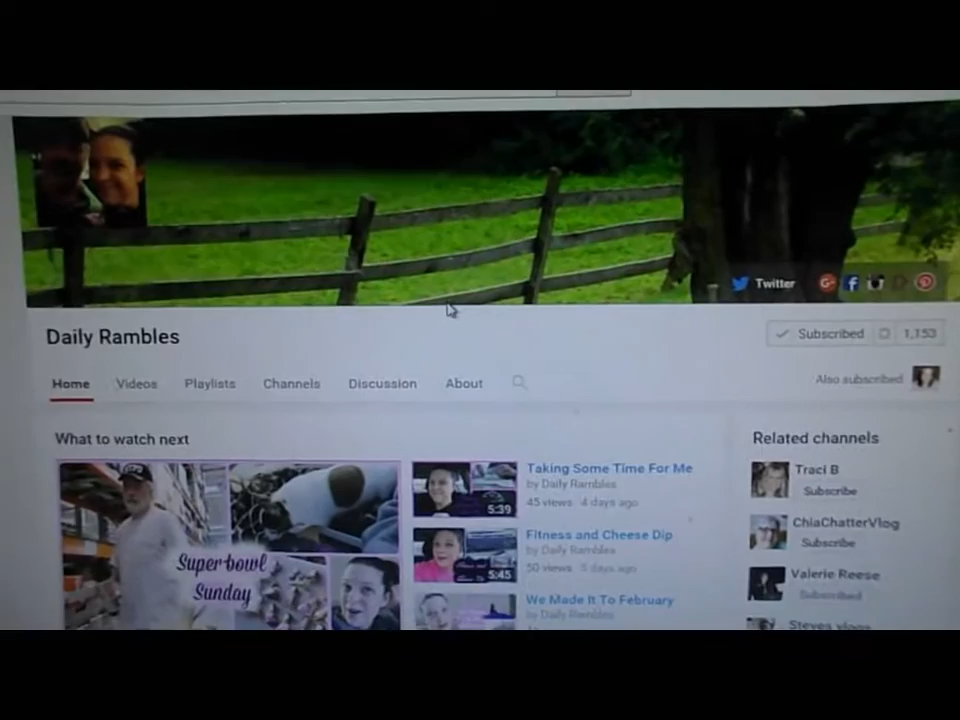 Twitter
Daily Rambles
Subscribed 1,153
Home Videos Playlists Channels Discussion About
Also subscribed
What to watch next
Related channels
Superbowl
Sunday
5:39
Taking Some Time For Me
by Daily Rambles
45 views 4 days ago
5:45
Fitness and Cheese Dip
by Daily Rambles
50 views 5 days ago
We Made It To February
by Daily Rambles
Traci B
Subscribe
ChiaChatterVlog
Subscribe
Valerie Reese
Subscribed
Steves vlogs